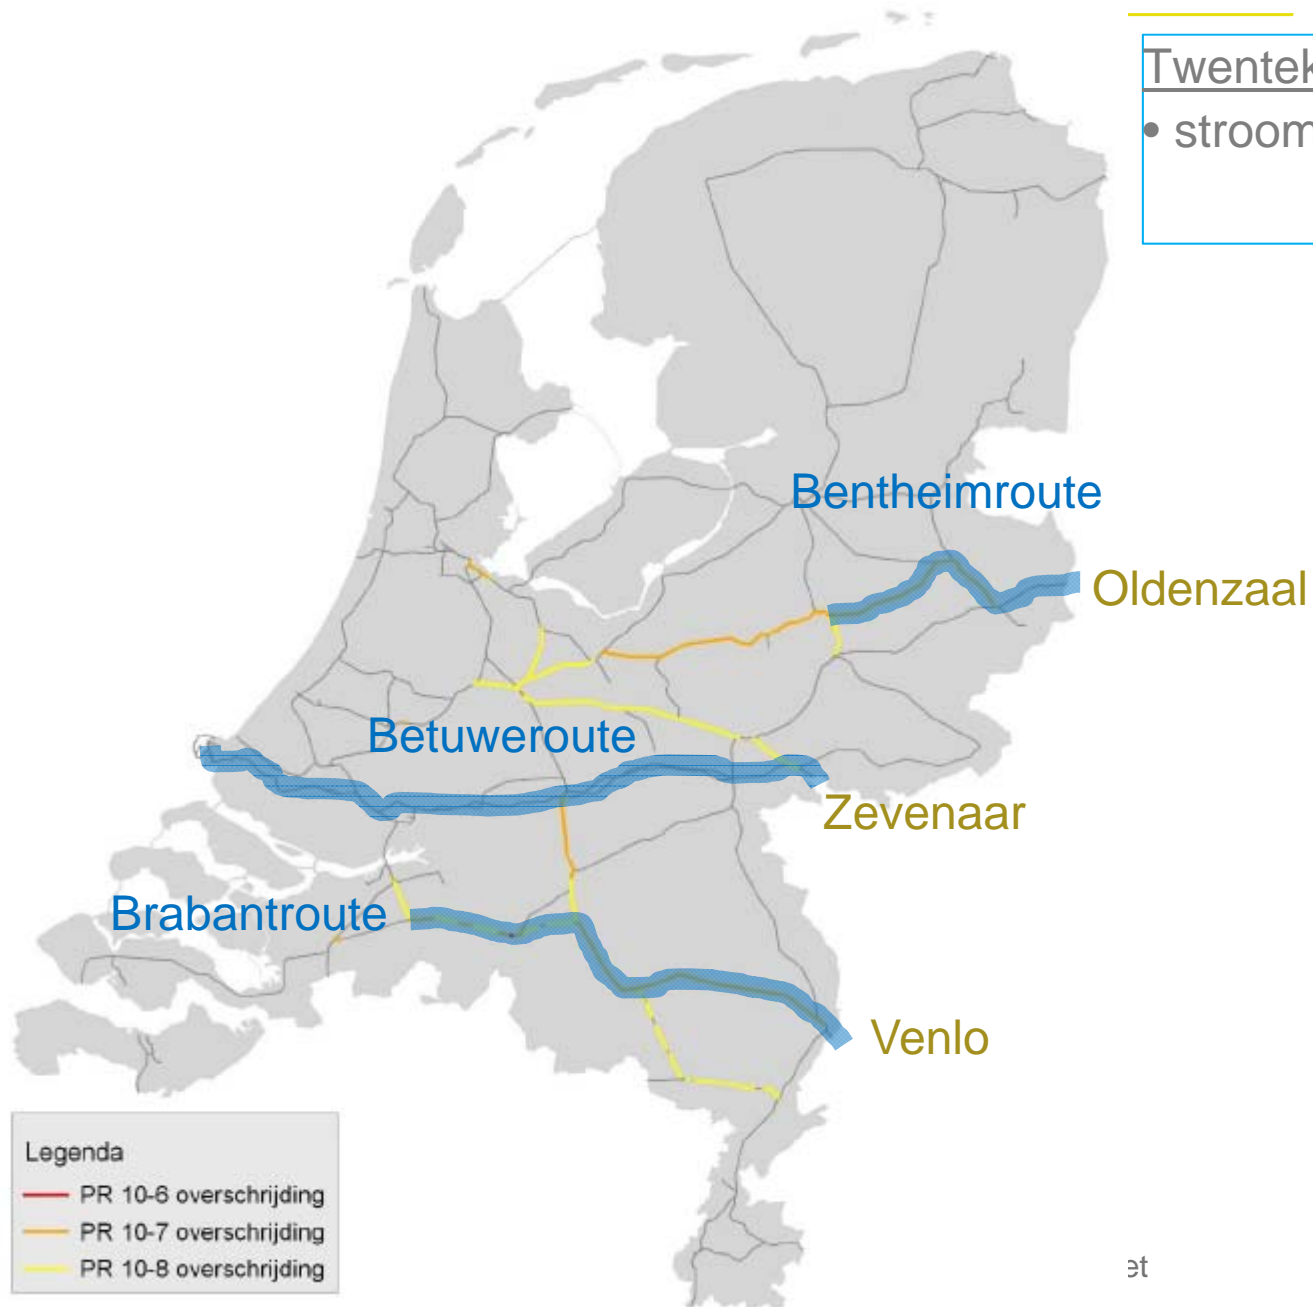 Twentek
• stroom
Bentheimroute
Oldenzaal
Betuweroute
Zevenaar
Brabantroute
Venlo
Legenda
PR 10-6 overschrijding
PR 10-7 overschrijding
PR 10-8 overschrijding
et